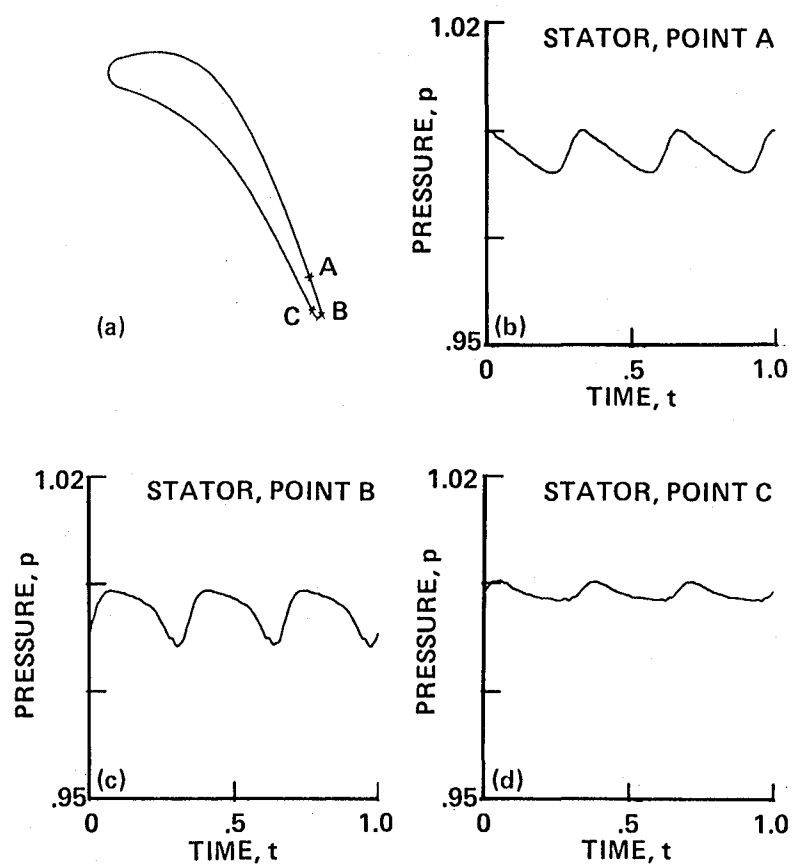 A
C
B
(a)
1.02
STATOR, POINT A
PRESSURE, p
(b)
.95
0
.5
1.0
TIME, t
1.02
STATOR, POINT B
PRESSURE, p
(c)
.95
0
.5
1.0
TIME, t
1.02
STATOR, POINT C
PRESSURE, p
(d)
.95
0
.5
1.0
TIME, t